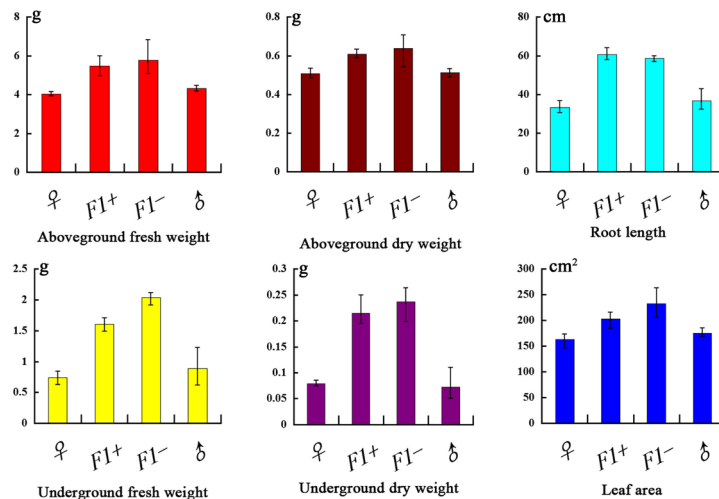 g
8
6
4
2
0
♀ F1+ F1− ♂
Aboveground fresh weight
g
0.8
0.6
0.4
0.2
0
♀ F1+ F1− ♂
Aboveground dry weight
cm
80
60
40
20
0
♀ F1+ F1− ♂
Root length
g
2.5
2
1.5
1
0.5
0
♀ F1+ F1− ♂
Underground fresh weight
g
0.3
0.25
0.2
0.15
0.1
0.05
0
♀ F1+ F1− ♂
Underground dry weight
cm²
300
250
200
150
100
50
0
♀ F1+ F1− ♂
Leaf area